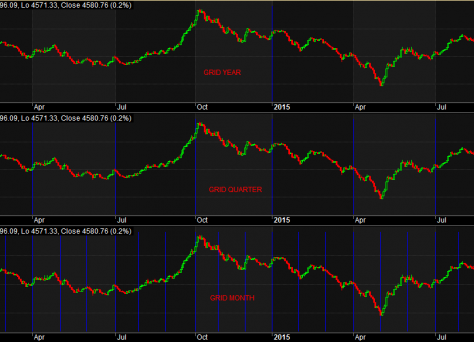 96.09, Lo 4571.33, Close 4580.76 (0.2%)
GRID YEAR
Apr Jul Oct 2015 Apr Jul
96.09, Lo 4571.33, Close 4580.76 (0.2%)
GRID QUARTER
Apr Jul Oct 2015 Apr Jul
96.09, Lo 4571.33, Close 4580.76 (0.2%)
GRID MONTH
Apr Jul Oct 2015 Apr Jul